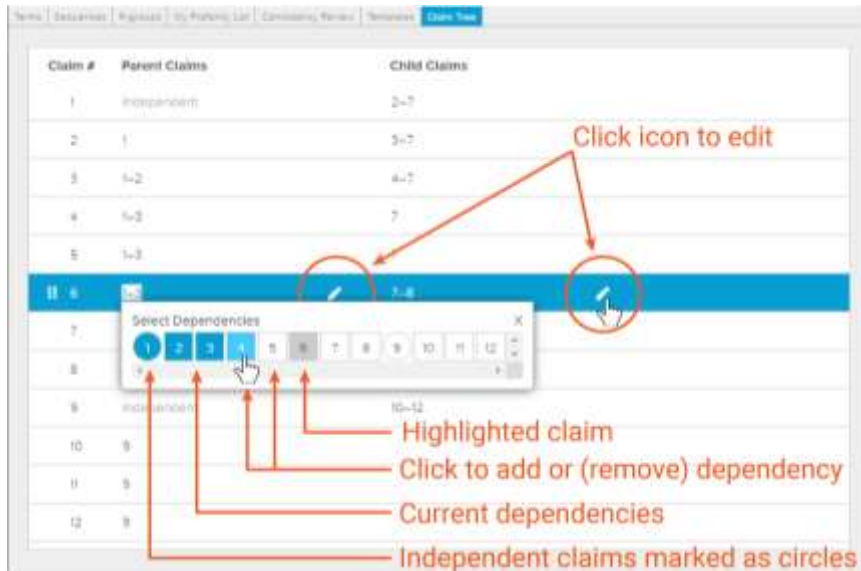 Terms Sequences Claim Tree
Claim # Parent Claims Child Claims
1 Independent 2–7
2 1 3–7
Click icon to edit
3 1–2 4–7
4 1–3 7
5 1–3
6 7–8
Select Dependencies X
7
1 2 3 4 5 6 7 8 9 10 11 12
8
9 Independent 10–12
Highlighted claim
10 9
Click to add or (remove) dependency
11 9
Current dependencies
12 9
Independent claims marked as circles